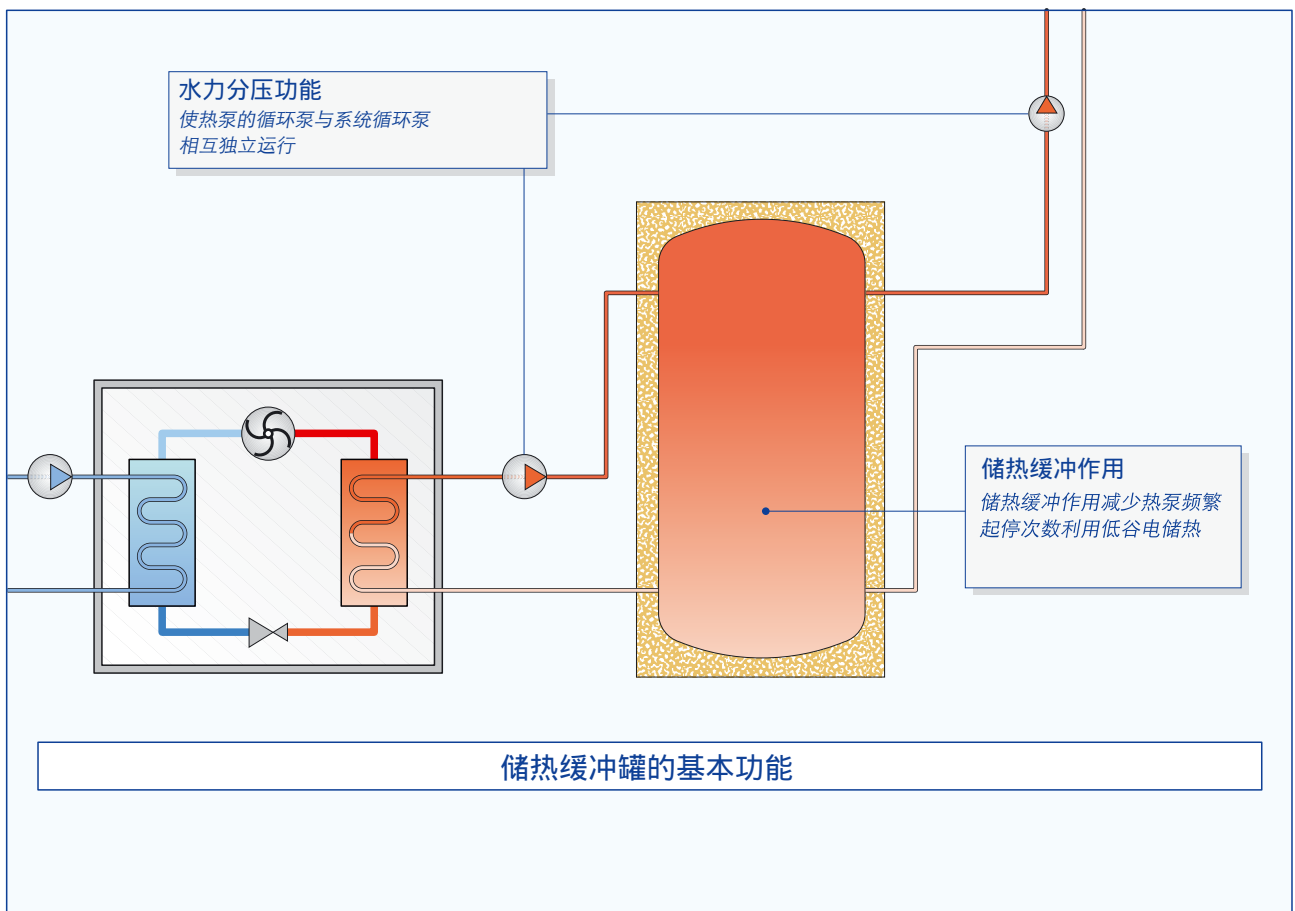 水力分压功能
使热泵的循环泵与系统循环泵
相互独立运行
储热缓冲作用
储热缓冲作用减少热泵频繁
起停次数利用低谷电储热
储热缓冲罐的基本功能